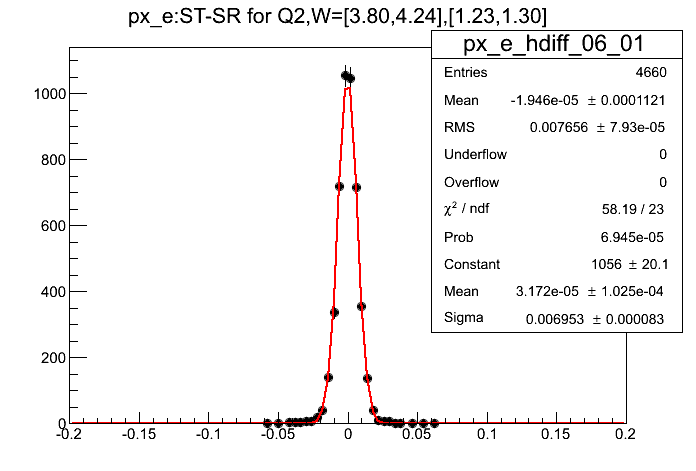 px_e:ST-SR for Q2,W=[3.80,4.24],[1.23,1.30]
px_e_hdiff_06_01
Entries 4660
Mean -1.946e-05 ± 0.0001121
RMS 0.007656 ± 7.93e-05
Underflow 0
Overflow 0
χ² / ndf 58.19 / 23
Prob 6.945e-05
Constant 1056 ± 20.1
Mean 3.172e-05 ± 1.025e-04
Sigma 0.006953 ± 0.000083
1000
800
600
400
200
0
-0.2 -0.15 -0.1 -0.05 0 0.05 0.1 0.15 0.2